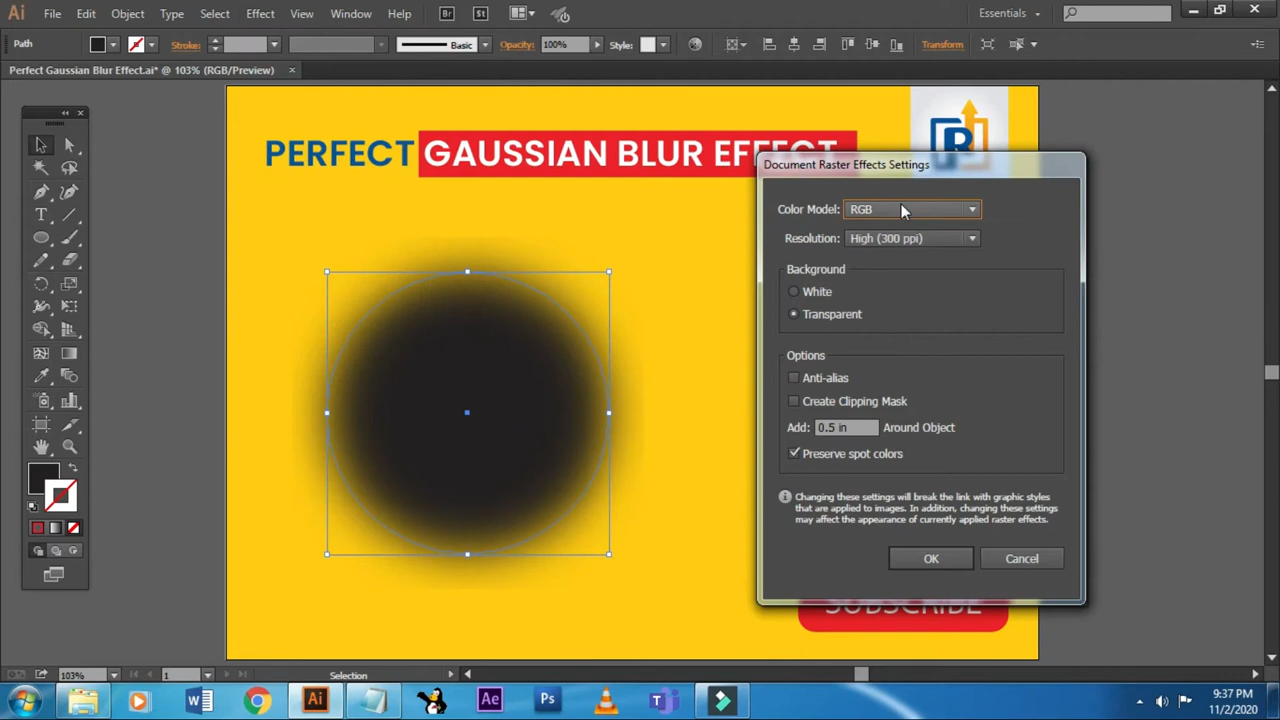 Ai File Edit Object Type Select Effect View Window Help Br St Essentials
Path Stroke: Basic Opacity: 100% Style: Transform
Perfect Gaussian Blur Effect.ai* @ 103% (RGB/Preview)
PERFECT GAUSSIAN BLUR EFFECT
R
Document Raster Effects Settings
Color Model: RGB
Resolution: High (300 ppi)
Background
White
Transparent
Options
Anti-alias
Create Clipping Mask
Add: 0.5 in Around Object
Preserve spot colors
Changing these settings will break the link with graphic styles
that are applied to images. In addition, changing these settings
may affect the appearance of currently applied raster effects.
OK Cancel
SUBSCRIBE
103% 1 Selection
W Ai Ae Ps
9:37 PM
11/2/2020